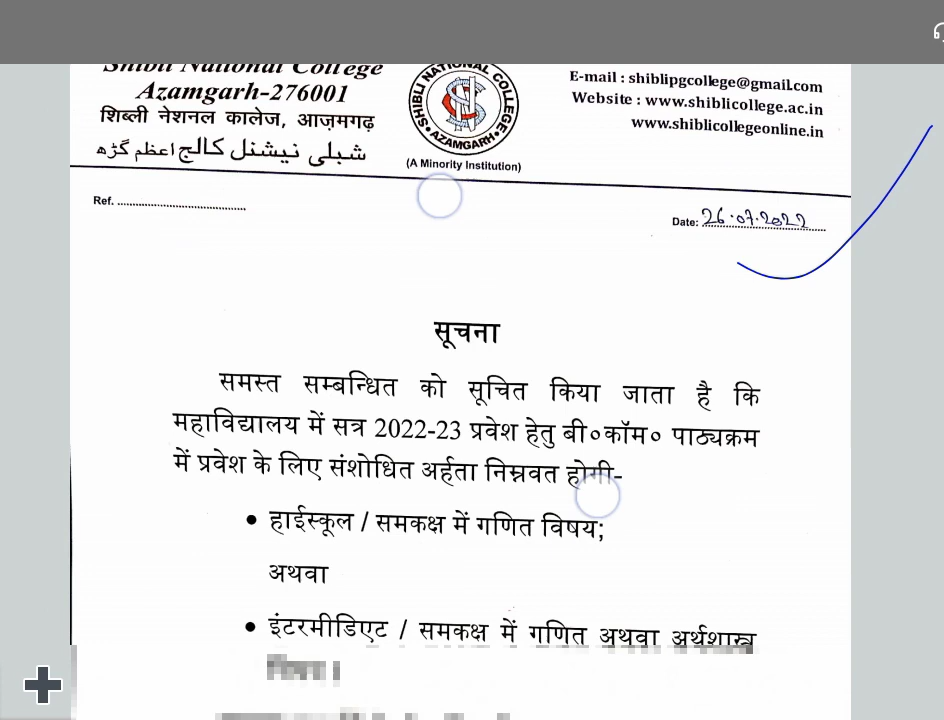 Shibli National College
Azamgarh-276001
शिब्ली नेशनल कालेज, आज़मगढ़
شبلی نیشنل کالج اعظم گڑھ
SHIBLI NATIONAL COLLEGE
AZAMGARH
(A Minority Institution)
E-mail : shiblipgcollege@gmail.com
Website : www.shiblicollege.ac.in
www.shiblicollegeonline.in
Ref. ......................................
Date: 26.07.2022
सूचना
समस्त सम्बन्धित को सूचित किया जाता है कि
महाविद्यालय में सत्र 2022-23 प्रवेश हेतु बी०कॉम० पाठ्यक्रम
में प्रवेश के लिए संशोधित अर्हता निम्नवत होगी-
• हाईस्कूल / समकक्ष में गणित विषय;
अथवा
• इंटरमीडिएट / समकक्ष में गणित अथवा अर्थशास्त्र